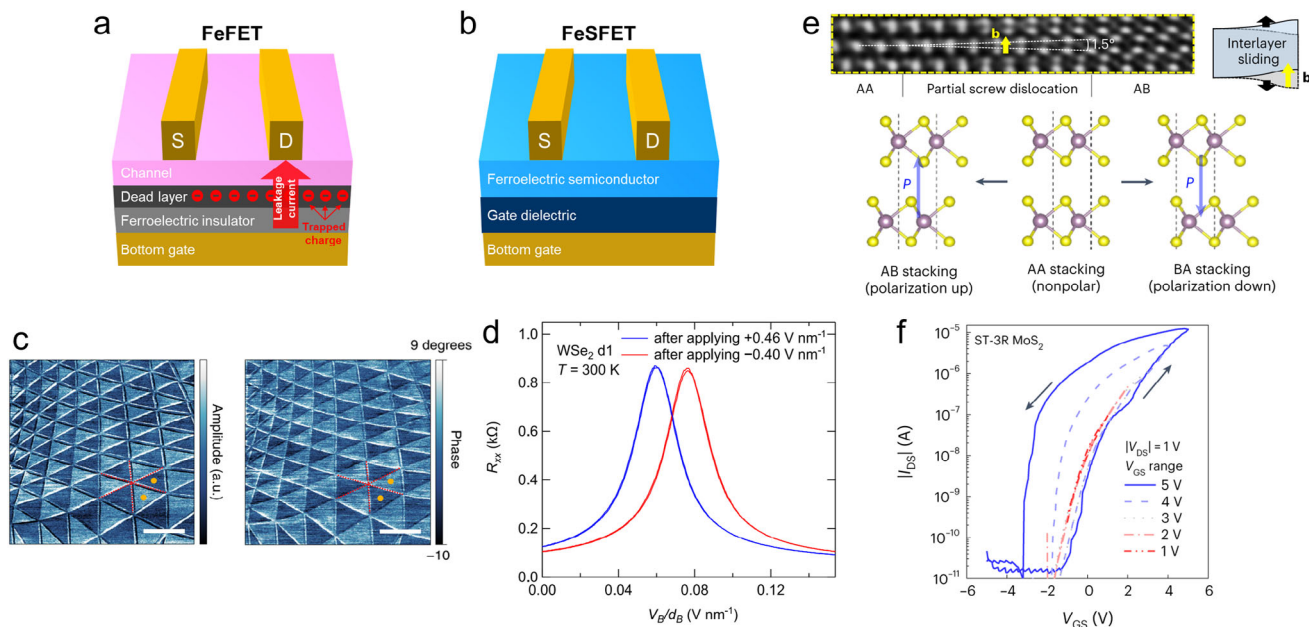 a
FeFET
S
D
Channel
Dead layer
Leakage
current
Ferroelectric insulator
Trapped
charge
Bottom gate
b
FeSFET
S
D
Ferroelectric semiconductor
Gate dielectric
Bottom gate
e
b
1.5°
AA
Partial screw dislocation
AB
Interlayer
sliding
b
P
P
AB stacking
(polarization up)
AA stacking
(nonpolar)
BA stacking
(polarization down)
c
Amplitude (a.u.)
9 degrees
Phase
−10
d
WSe₂ d1
T = 300 K
after applying +0.46 V nm⁻¹
after applying −0.40 V nm⁻¹
Rxx (kΩ)
1.0
0.8
0.6
0.4
0.2
0.0
0.00
0.04
0.08
0.12
V_B/d_B (V nm⁻¹)
f
ST-3R MoS₂
|I_DS| (A)
10⁻⁵
10⁻⁶
10⁻⁷
10⁻⁸
10⁻⁹
10⁻¹⁰
10⁻¹¹
|V_DS| = 1 V
V_GS range
5 V
4 V
3 V
2 V
1 V
−6
−4
−2
0
2
4
6
V_GS (V)